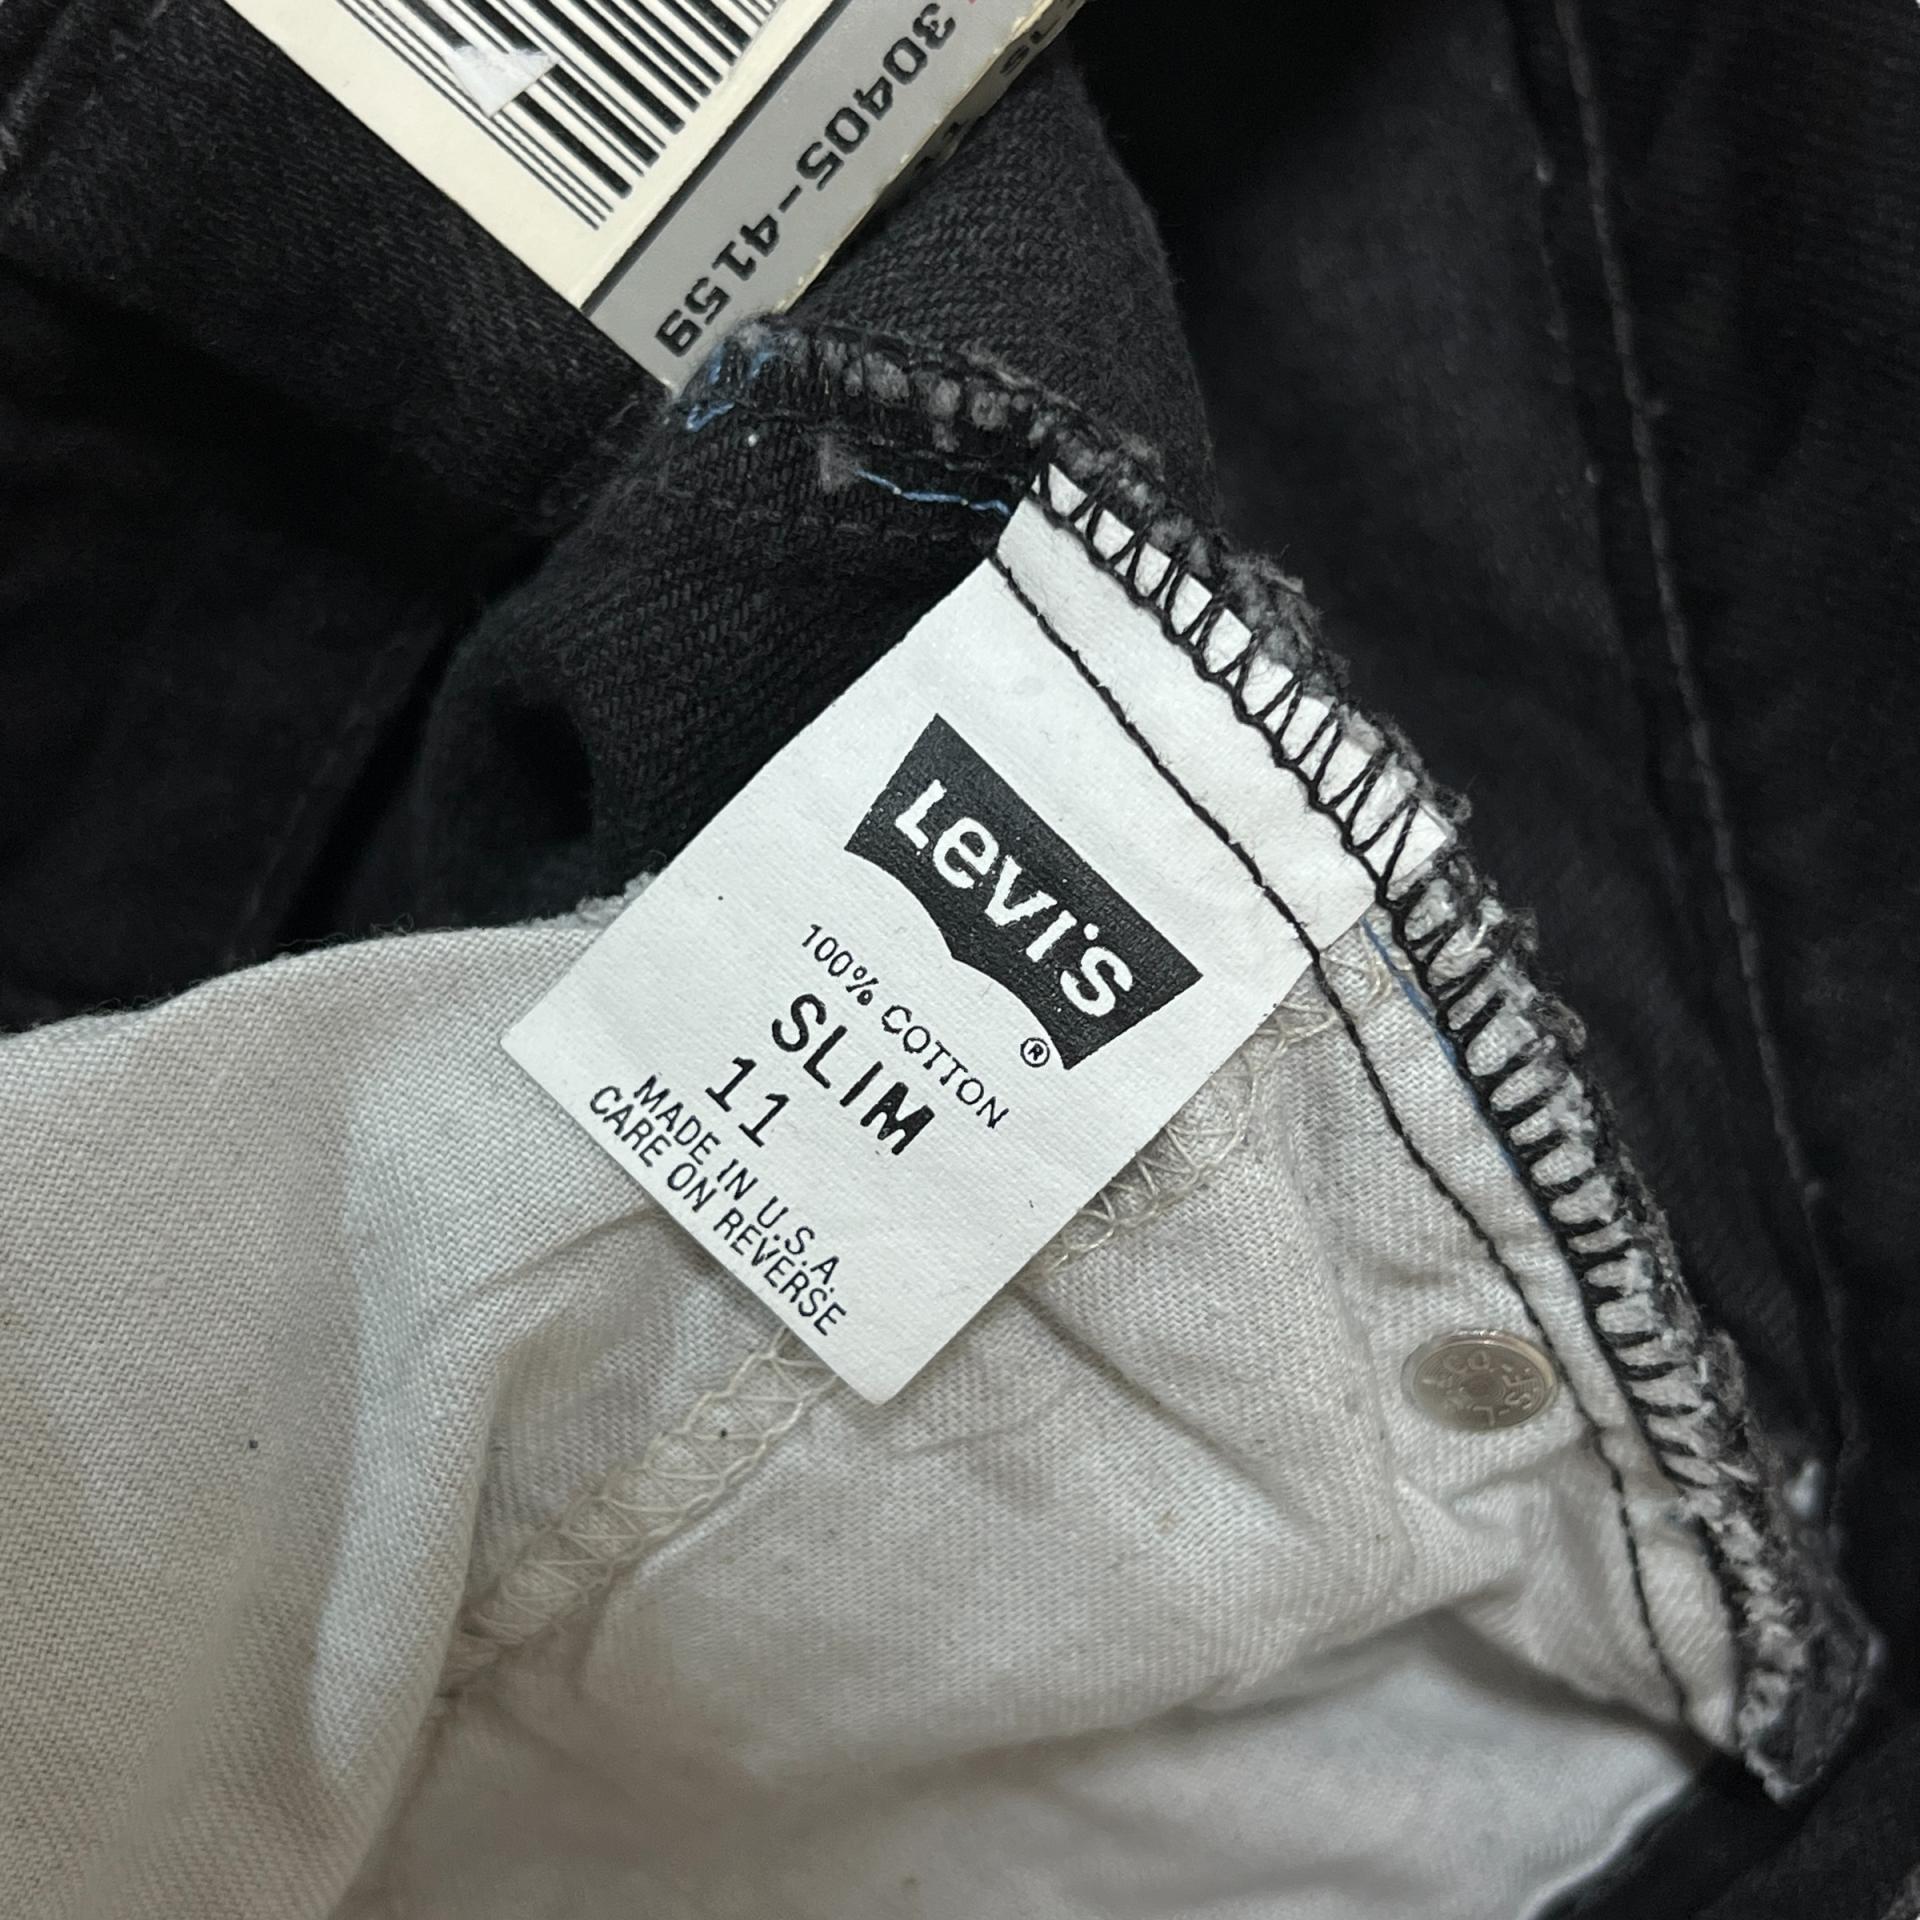 30405-4159
Levi's
®
100% COTTON
SLIM
11
MADE IN U.S.A.
CARE ON REVERSE